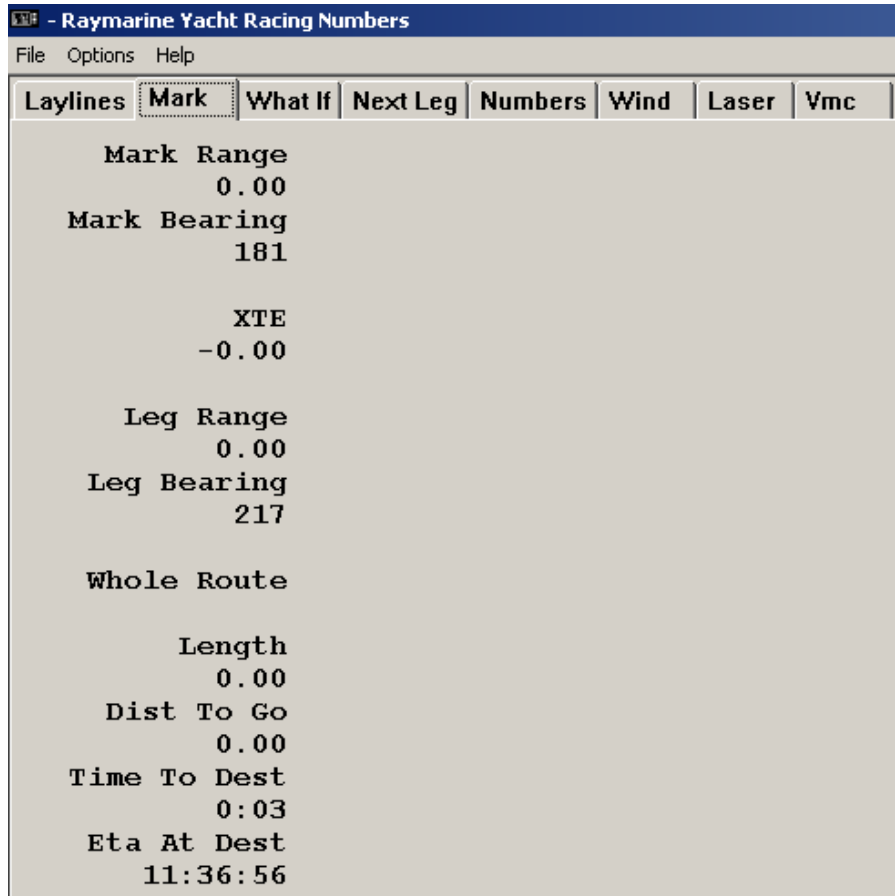 - Raymarine Yacht Racing Numbers
File Options Help
Laylines Mark What If Next Leg Numbers Wind Laser Vmc
Mark Range
0.00
Mark Bearing
181
XTE
-0.00
Leg Range
0.00
Leg Bearing
217
Whole Route
Length
0.00
Dist To Go
0.00
Time To Dest
0:03
Eta At Dest
11:36:56